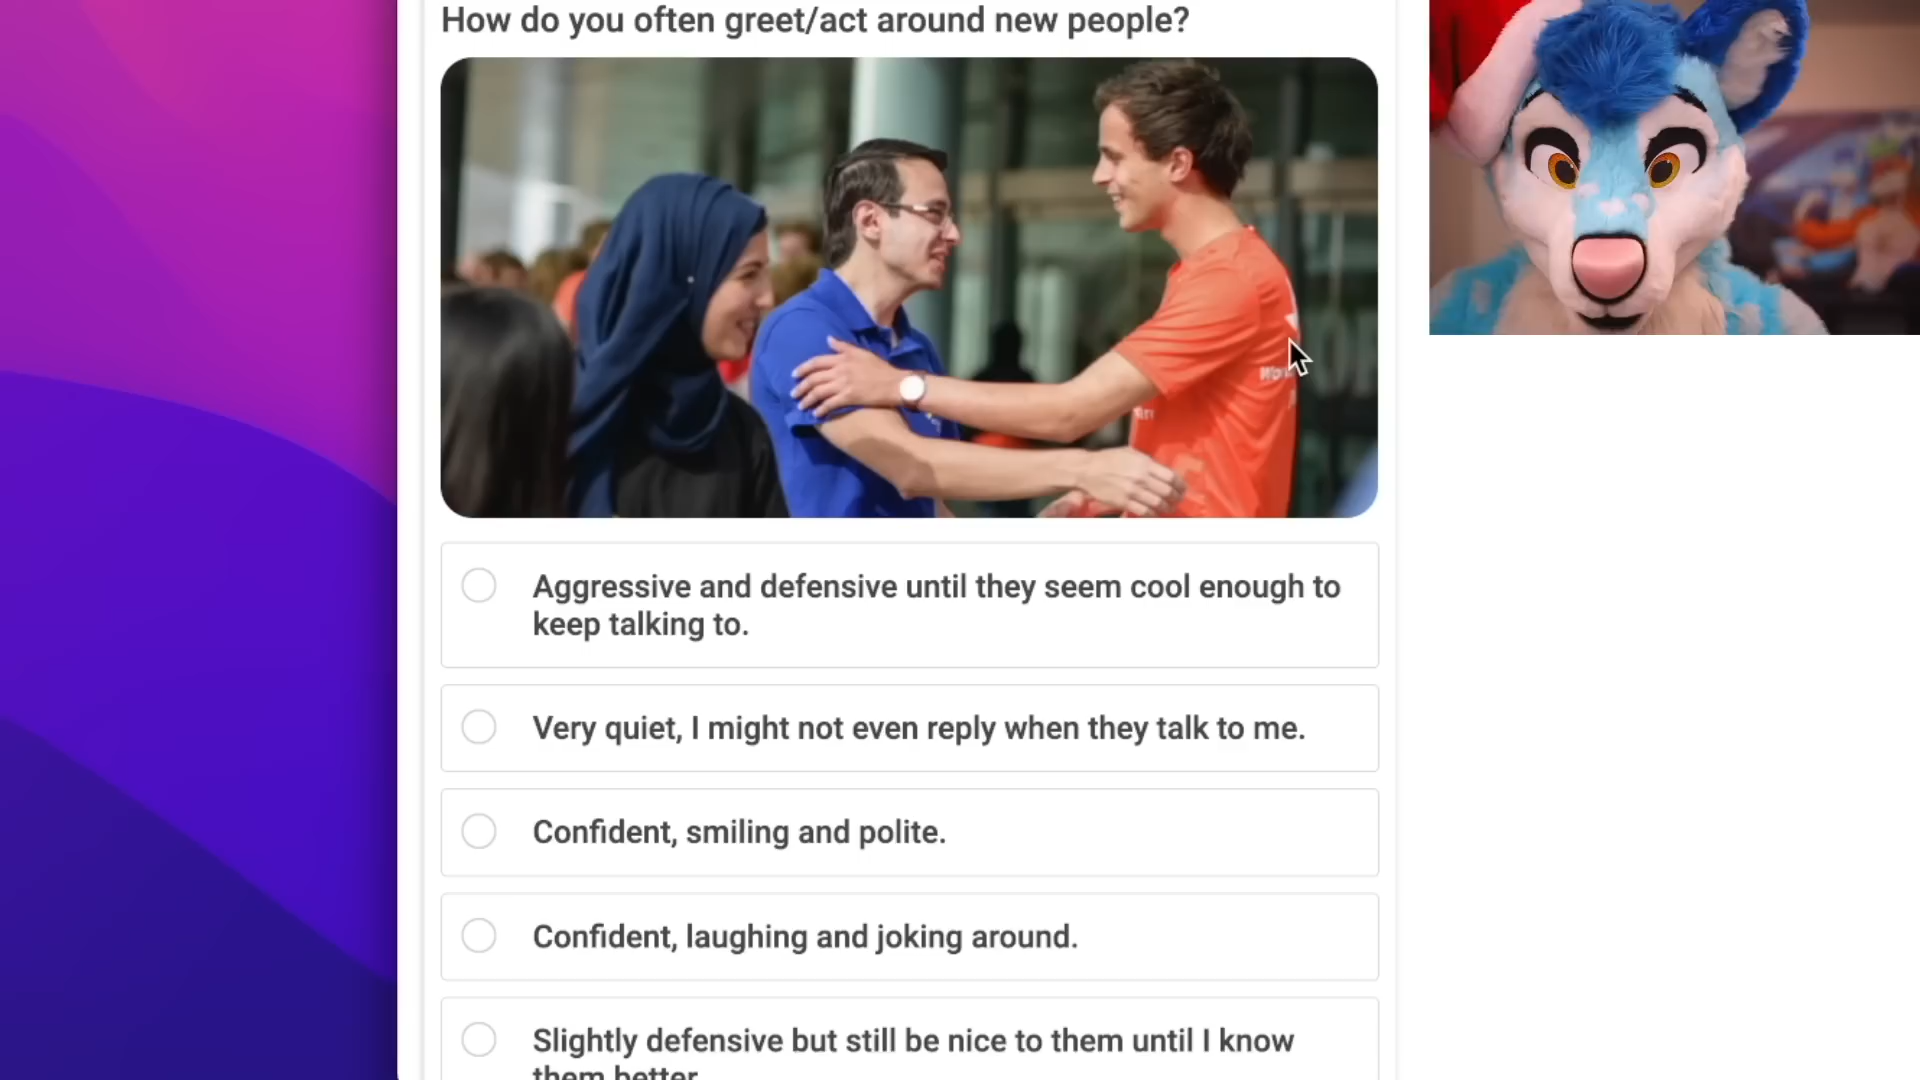 How do you often greet/act around new people?
Aggressive and defensive until they seem cool enough to
keep talking to.
Very quiet, I might not even reply when they talk to me.
Confident, smiling and polite.
Confident, laughing and joking around.
Slightly defensive but still be nice to them until I know
them better